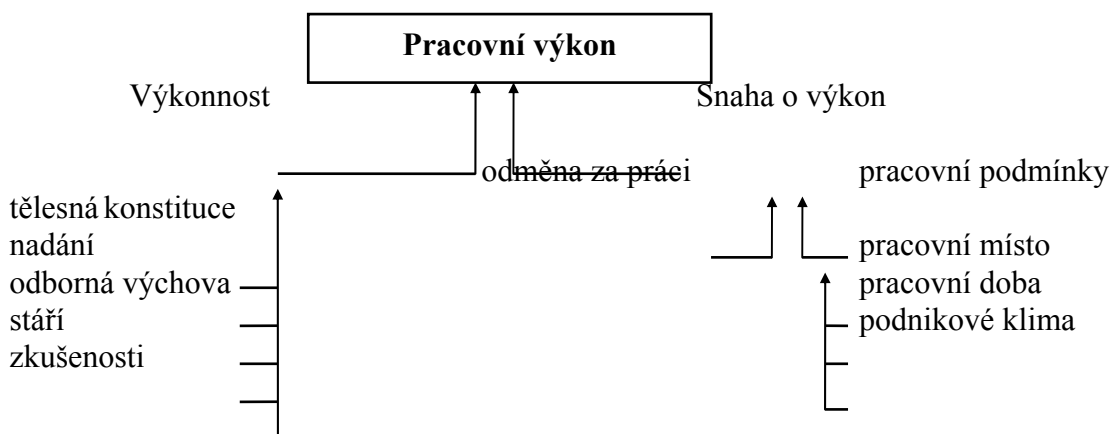 Pracovní výkon
Výkonnost
Snaha o výkon
odměna za práci
pracovní podmínky
tělesná konstituce
nadání
odborná výchova
stáří
zkušenosti
pracovní místo
pracovní doba
podnikové klima